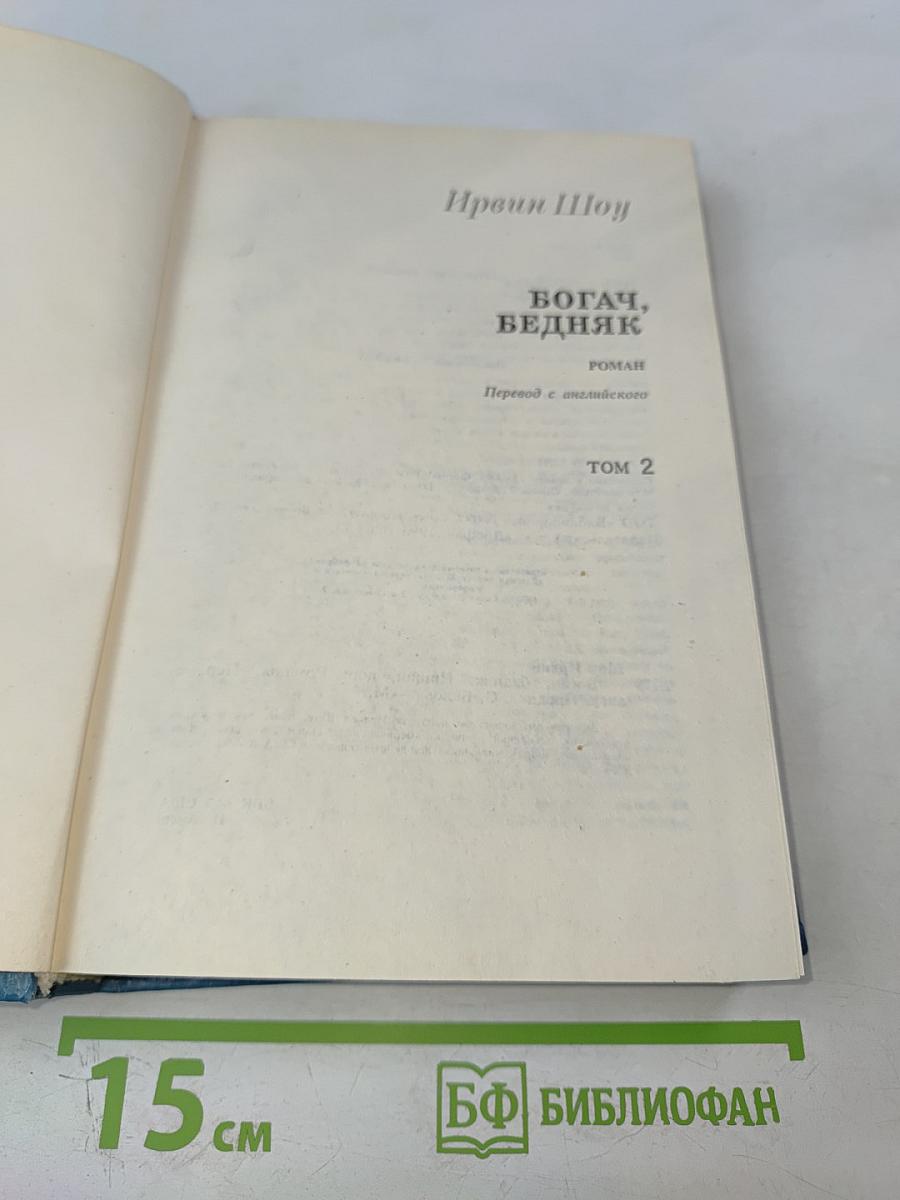 Ирвин Шоу
БОГАЧ,
БЕДНЯК
РОМАН
Перевод с английского
ТОМ 2
15 см
БФ БИБЛИОФАН